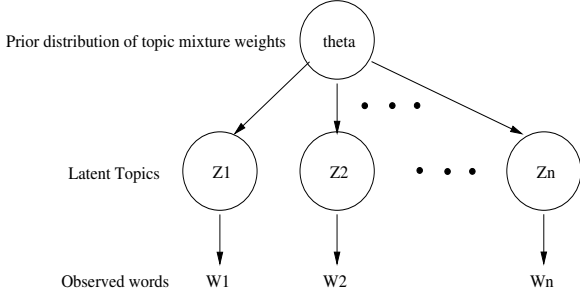 Prior distribution of topic mixture weights theta
Latent Topics Z1 Z2 Zn
Observed words W1 W2 Wn